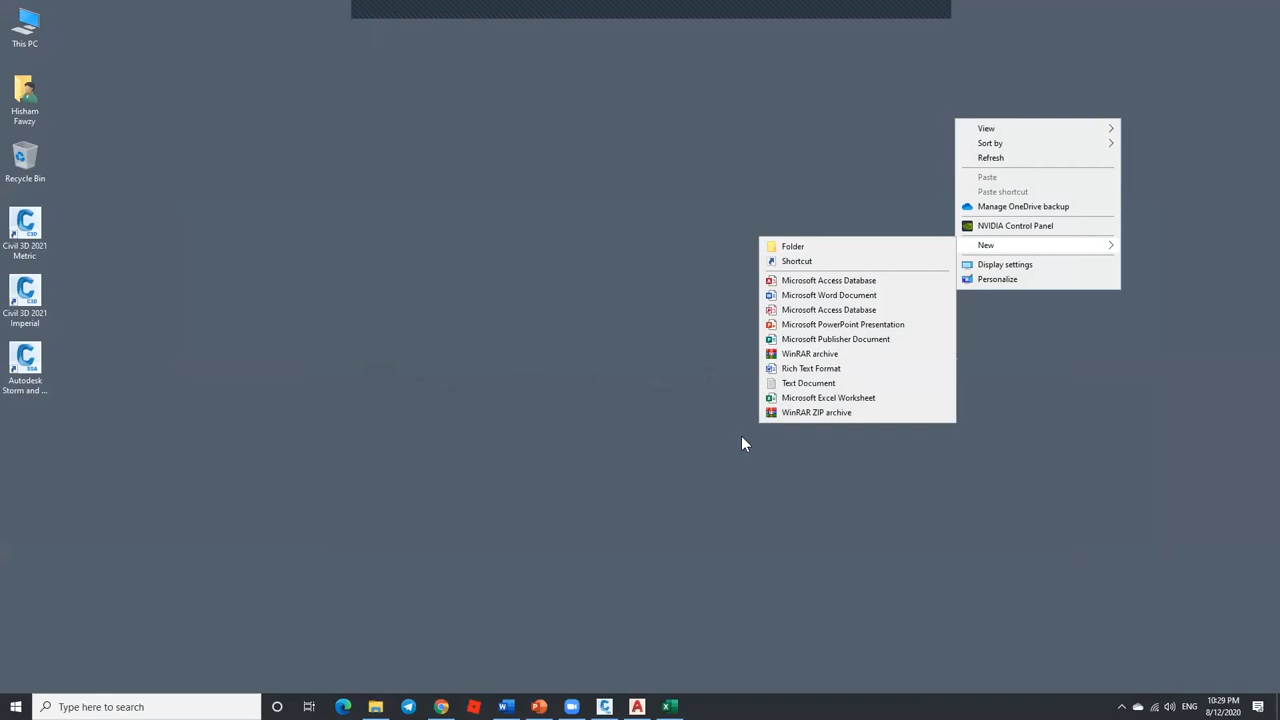 This PC
Hisham
Fawzy
Recycle Bin
Civil 3D 2021
Metric
Civil 3D 2021
Imperial
Autodesk
Storm and ...
View
Sort by
Refresh
Paste
Paste shortcut
Manage OneDrive backup
NVIDIA Control Panel
New
Display settings
Personalize
Folder
Shortcut
Microsoft Access Database
Microsoft Word Document
Microsoft Access Database
Microsoft PowerPoint Presentation
Microsoft Publisher Document
WinRAR archive
Rich Text Format
Text Document
Microsoft Excel Worksheet
WinRAR ZIP archive
Type here to search
ENG
10:29 PM
8/12/2020